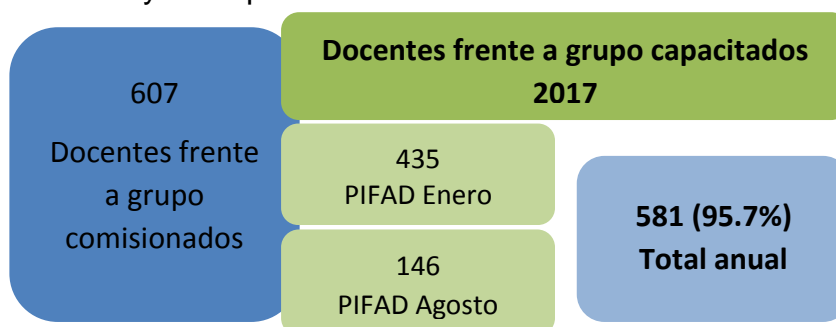 607
Docentes frente
a grupo
comisionados
Docentes frente a grupo capacitados
2017
435
PIFAD Enero
146
PIFAD Agosto
581 (95.7%)
Total anual